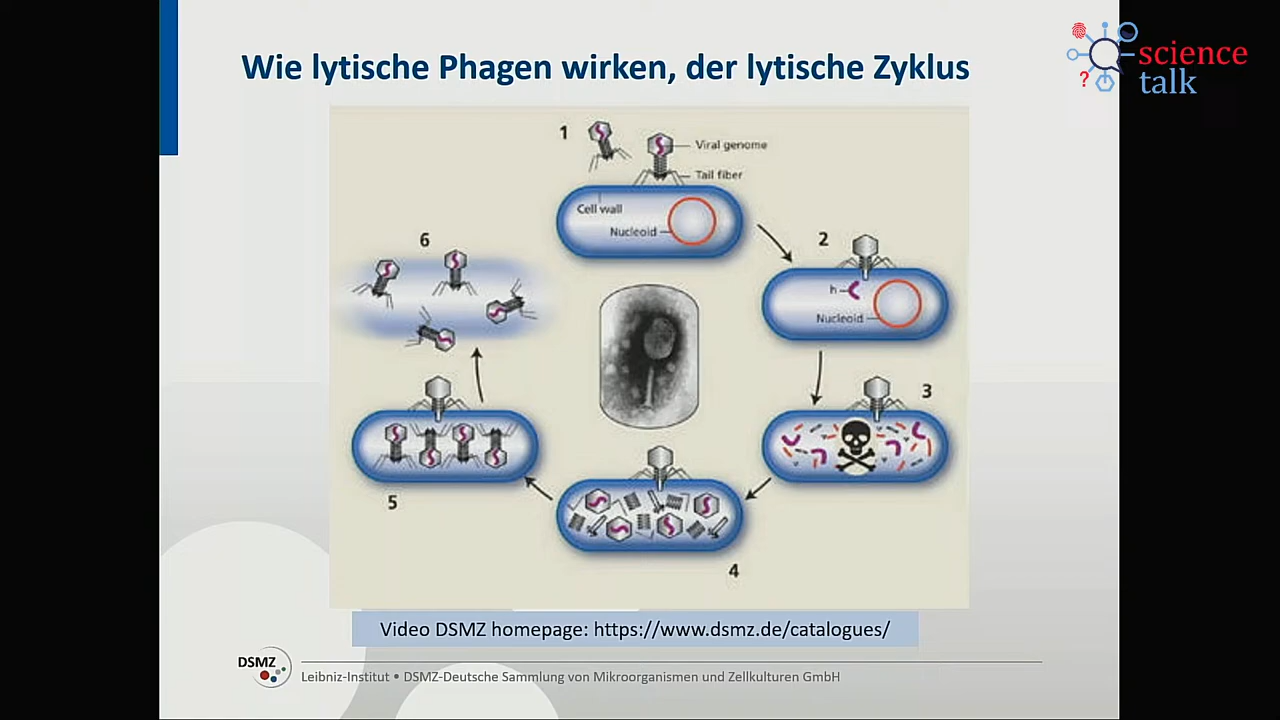 Wie lytische Phagen wirken, der lytische Zyklus
science
talk
?
1
Viral genome
Tail fiber
Cell wall
Nucleoid
2
h
Nucleoid
3
4
5
6
Video DSMZ homepage: https://www.dsmz.de/catalogues/
DSMZ
Leibniz-Institut • DSMZ-Deutsche Sammlung von Mikroorganismen und Zellkulturen GmbH